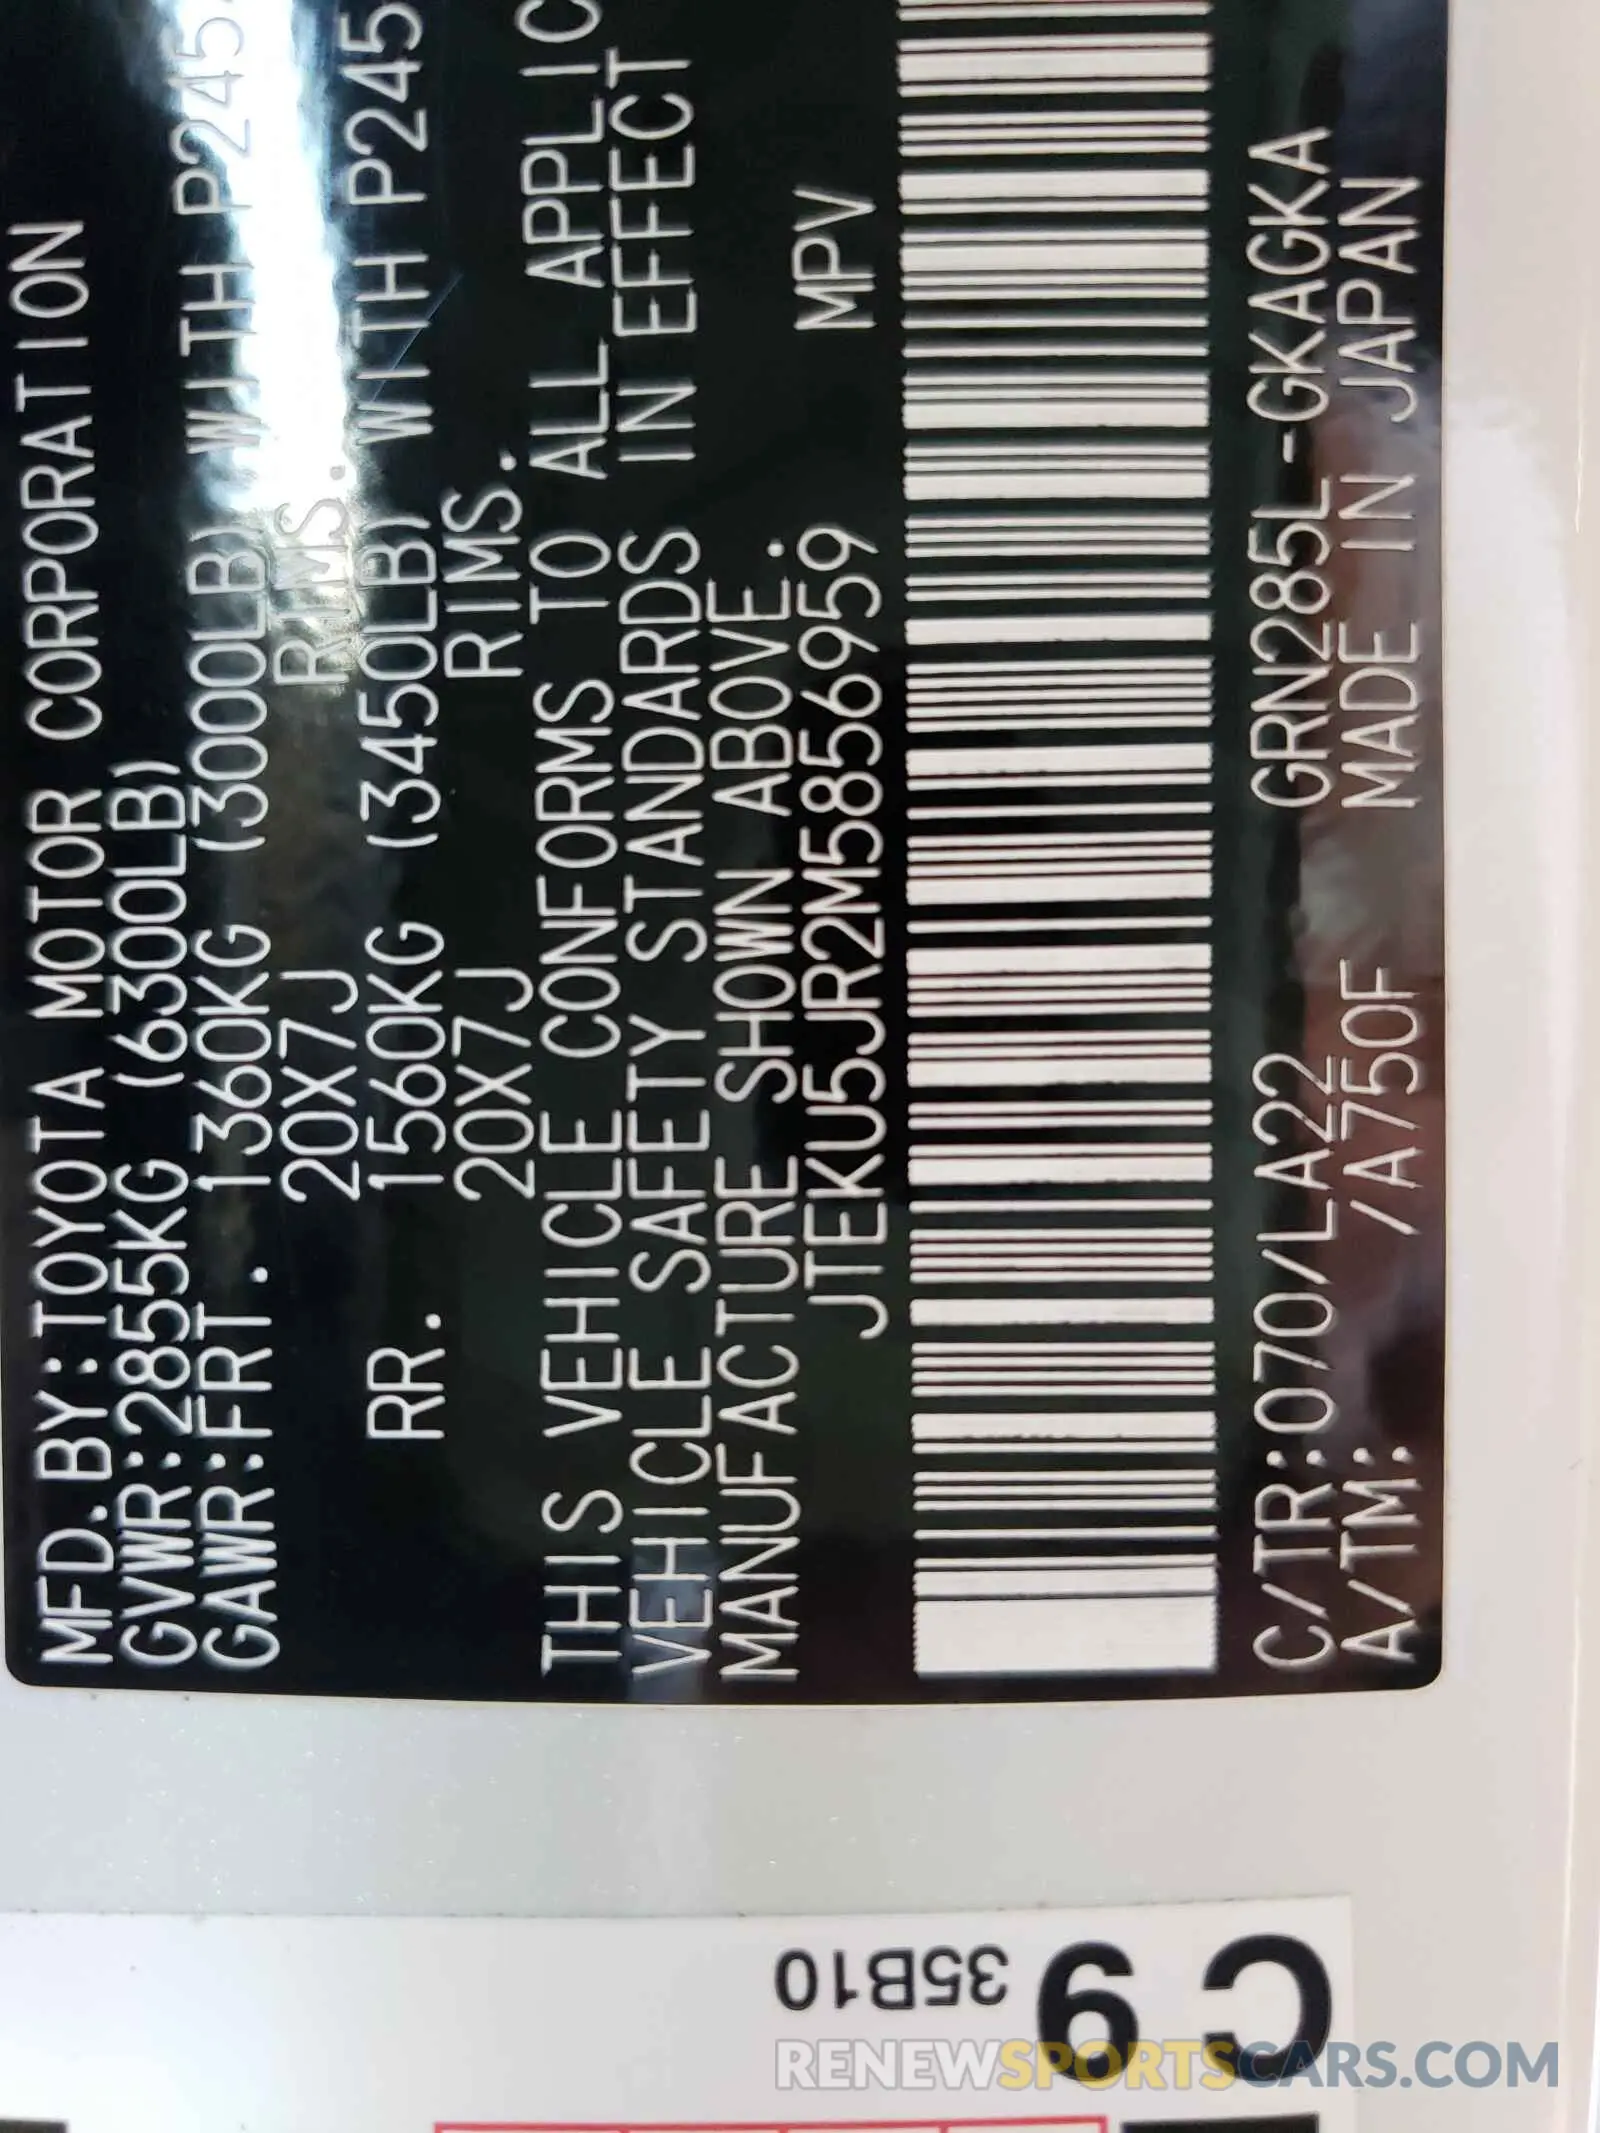 MFD.BY:TOYOTA MOTOR CORPORATION
GVWR:2855KG (6300LB)
GAWR:FRT. 1360KG (3000LB) WITH P245
20X7J RIMS.
RR. 1560KG (3450LB) WITH P245
20X7J RIMS.
THIS VEHICLE CONFORMS TO ALL APPLIC
VEHICLE SAFETY STANDARDS IN EFFECT
MANUFACTURE SHOWN ABOVE.
JTEKU5JR2M5856959 MPV
C/TR:070/LA22 GRN285L-GKAGKA
A/TM: /A750F MADE IN JAPAN
C9
35B10
RENEWSPORTSCARS.COM